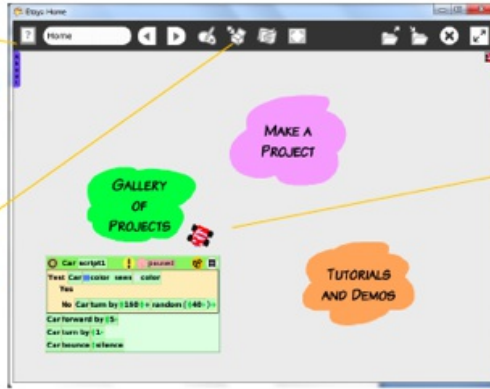 Etoys Home
?
Home
MAKE A
PROJECT
GALLERY
OF
PROJECTS
Car script1 ! paused
Test Car color sees color
Yes
No Car turn by 160 + random 40
Car forward by 5
Car turn by 1
Car bounce silence
TUTORIALS
AND DEMOS